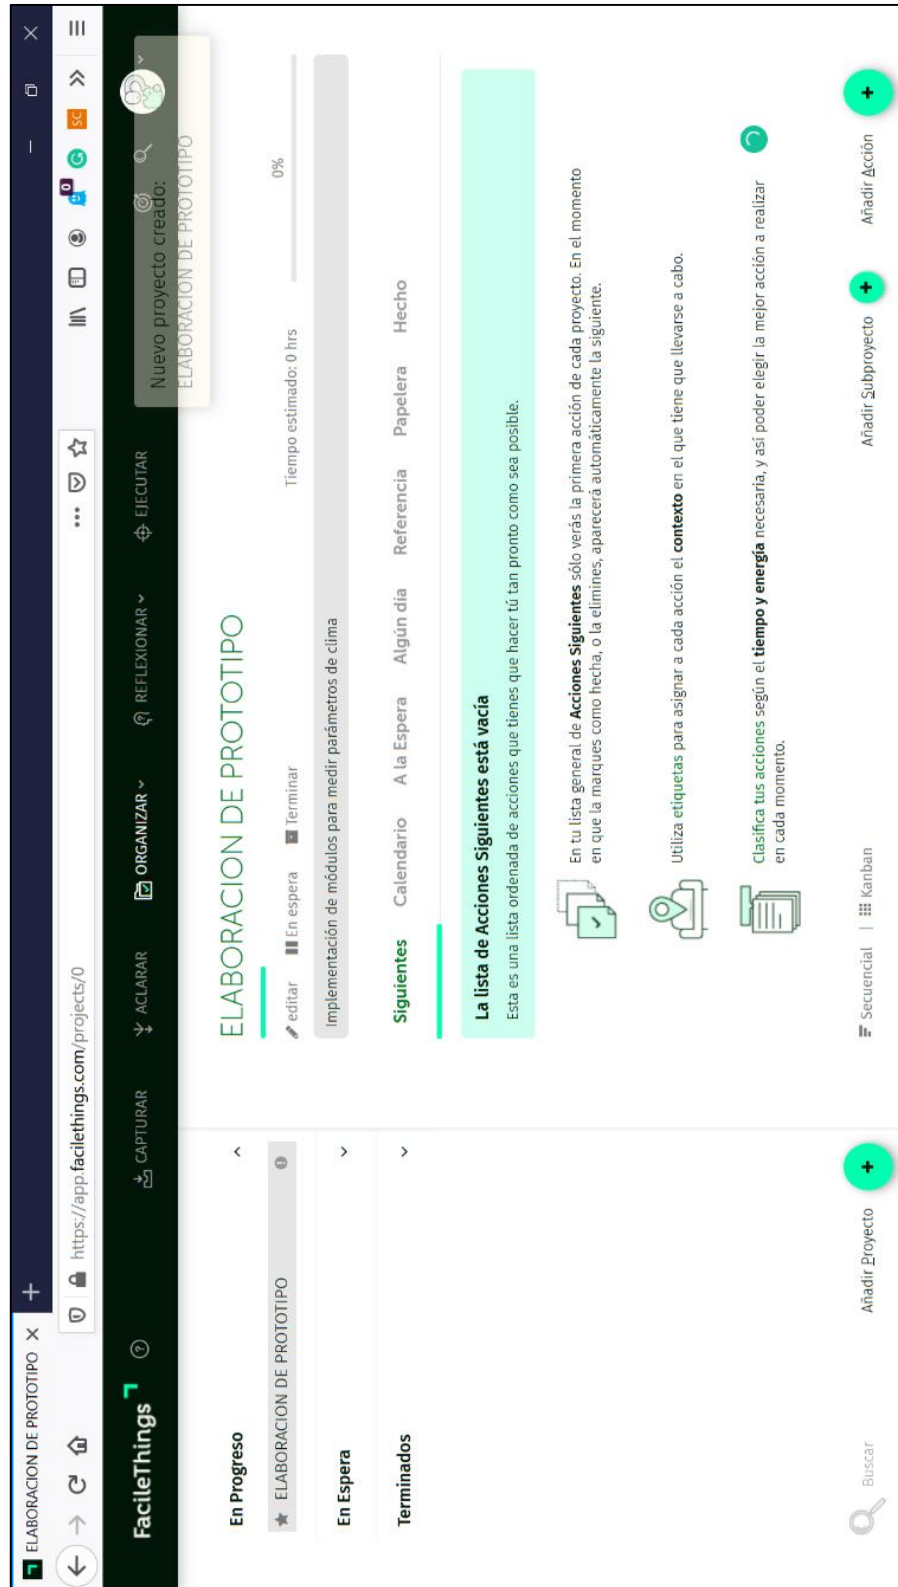 ELABORACION DE PROTOTIPO
https://app.facilethings.com/projects/0
0
SC
FacileThings
CAPTURAR
ACLARAR
ORGANIZAR
REFLEXIONAR
EJECUTAR
Nuevo proyecto creado:
ELABORACION DE PROTOTIPO
En Progreso
ELABORACION DE PROTOTIPO
En Espera
Terminados
Buscar
Añadir Proyecto
ELABORACION DE PROTOTIPO
editar
En espera
Terminar
Tiempo estimado: 0 hrs
0%
Implementación de módulos para medir parámetros de clima
Siguientes
Calendario
A la Espera
Algún día
Referencia
Papelera
Hecho
La lista de Acciones Siguientes está vacía
Esta es una lista ordenada de acciones que tienes que hacer tú tan pronto como sea posible.
En tu lista general de Acciones Siguientes sólo verás la primera acción de cada proyecto. En el momento
en que la marques como hecha, o la elimines, aparecerá automáticamente la siguiente.
Utiliza etiquetas para asignar a cada acción el contexto en el que tiene que llevarse a cabo.
Clasifica tus acciones según el tiempo y energía necesaria, y así poder elegir la mejor acción a realizar
en cada momento.
Secuencial | Kanban
Añadir Subproyecto
Añadir Acción